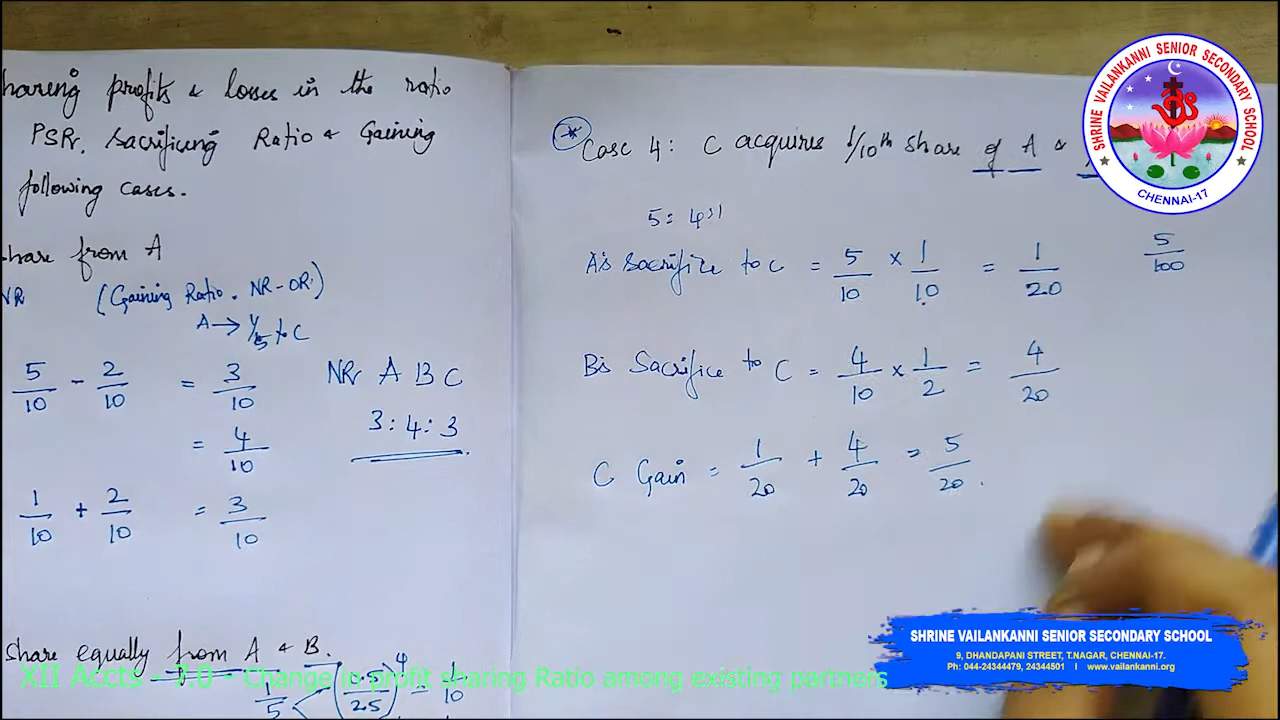 sharing profits & losses in the ratio
PSR, Sacrificing Ratio & Gaining
following cases.
share from A
NR (Gaining Ratio = NR - OR)
A → 1/5 to C
5/10 - 2/10 = 3/10
= 4/10
1/10 + 2/10 = 3/10
NR A B C
3 : 4 : 3
share equally from A & B.
* Case 4: C acquires 1/10th share of A &
5 : 4 : 1
A's sacrifice to C = 5/10 × 1/10 = 1/20
5/100
B's Sacrifice to C = 4/10 × 1/2 = 4/20
C Gain = 1/20 + 4/20 = 5/20.
SHRINE VAILANKANNI SENIOR SECONDARY SCHOOL
CHENNAI-17
SHRINE VAILANKANNI SENIOR SECONDARY SCHOOL
9, DHANDAPANI STREET, T.NAGAR, CHENNAI-17.
Ph: 044-24344479, 24344501 I www.vailankanni.org
XII Accts - 7.0 - Change in profit sharing Ratio among existing partners